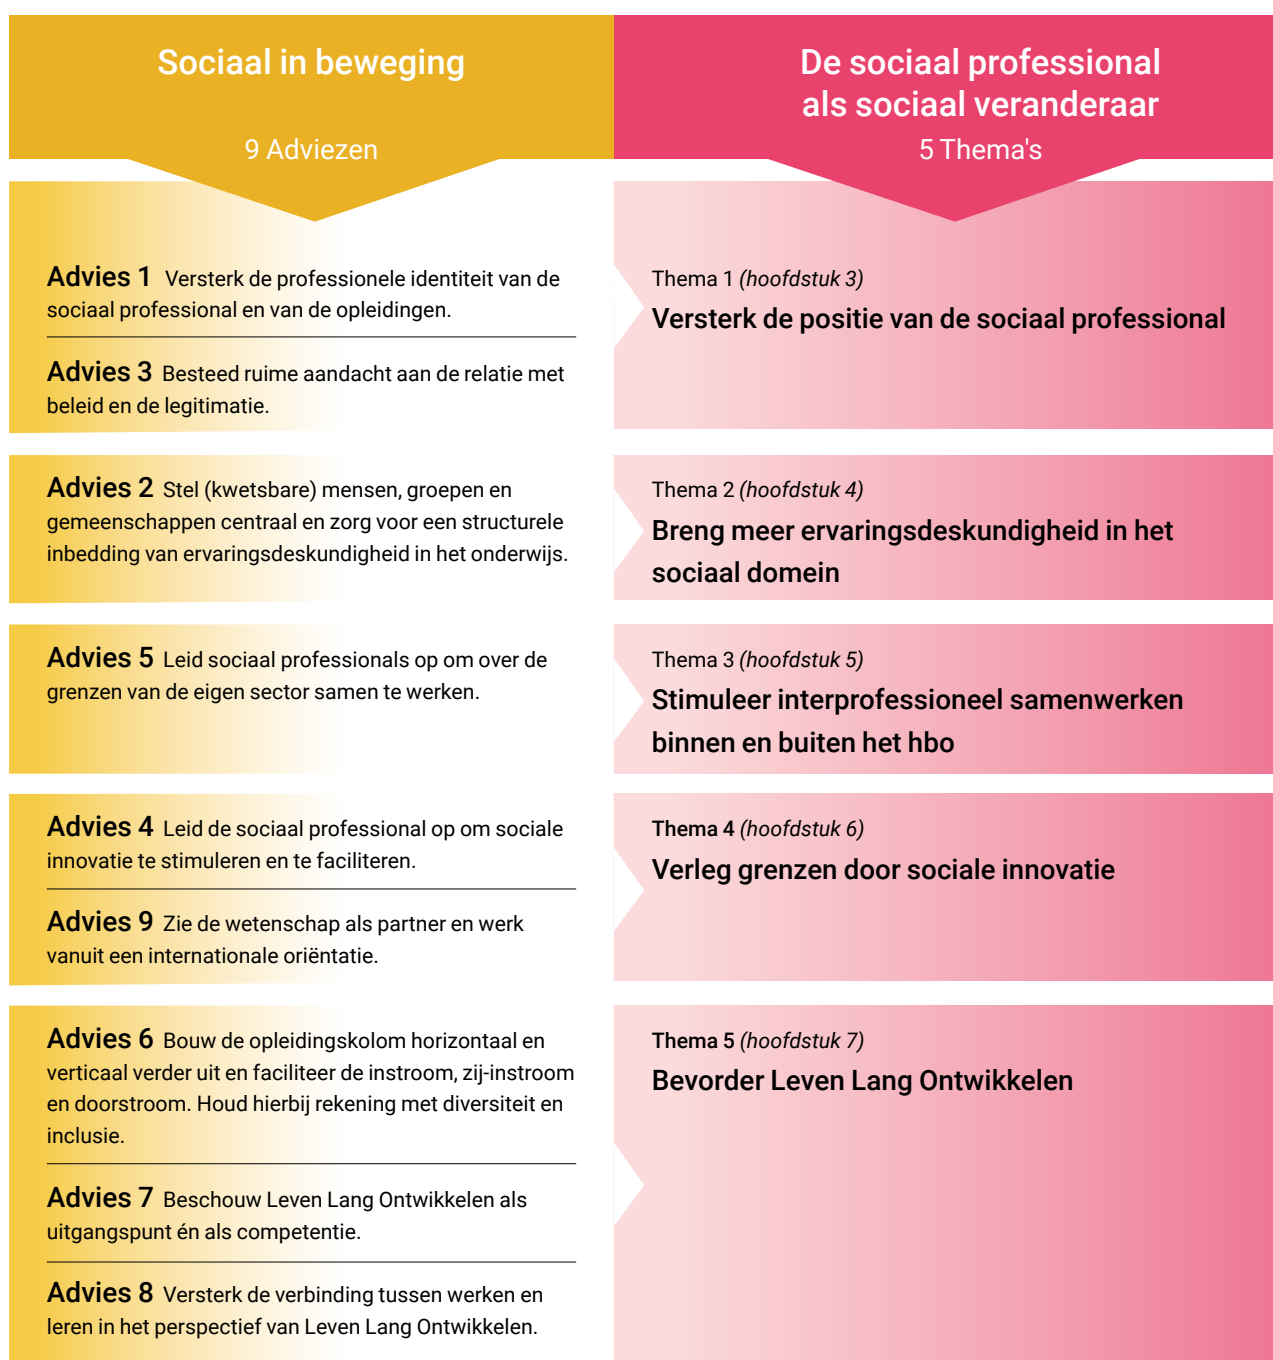 Sociaal in beweging
9 Adviezen
De sociaal professional
als sociaal veranderaar
5 Thema's
Advies 1 Versterk de professionele identiteit van de
sociaal professional en van de opleidingen.
Advies 3 Besteed ruime aandacht aan de relatie met
beleid en de legitimatie.
Thema 1 (hoofdstuk 3)
Versterk de positie van de sociaal professional
Advies 2 Stel (kwetsbare) mensen, groepen en
gemeenschappen centraal en zorg voor een structurele
inbedding van ervaringsdeskundigheid in het onderwijs.
Thema 2 (hoofdstuk 4)
Breng meer ervaringsdeskundigheid in het
sociaal domein
Advies 5 Leid sociaal professionals op om over de
grenzen van de eigen sector samen te werken.
Thema 3 (hoofdstuk 5)
Stimuleer interprofessioneel samenwerken
binnen en buiten het hbo
Advies 4 Leid de sociaal professional op om sociale
innovatie te stimuleren en te faciliteren.
Advies 9 Zie de wetenschap als partner en werk
vanuit een internationale oriëntatie.
Thema 4 (hoofdstuk 6)
Verleg grenzen door sociale innovatie
Advies 6 Bouw de opleidingskolom horizontaal en
verticaal verder uit en faciliteer de instroom, zij-instroom
en doorstroom. Houd hierbij rekening met diversiteit en
inclusie.
Advies 7 Beschouw Leven Lang Ontwikkelen als
uitgangspunt én als competentie.
Advies 8 Versterk de verbinding tussen werken en
leren in het perspectief van Leven Lang Ontwikkelen.
Thema 5 (hoofdstuk 7)
Bevorder Leven Lang Ontwikkelen